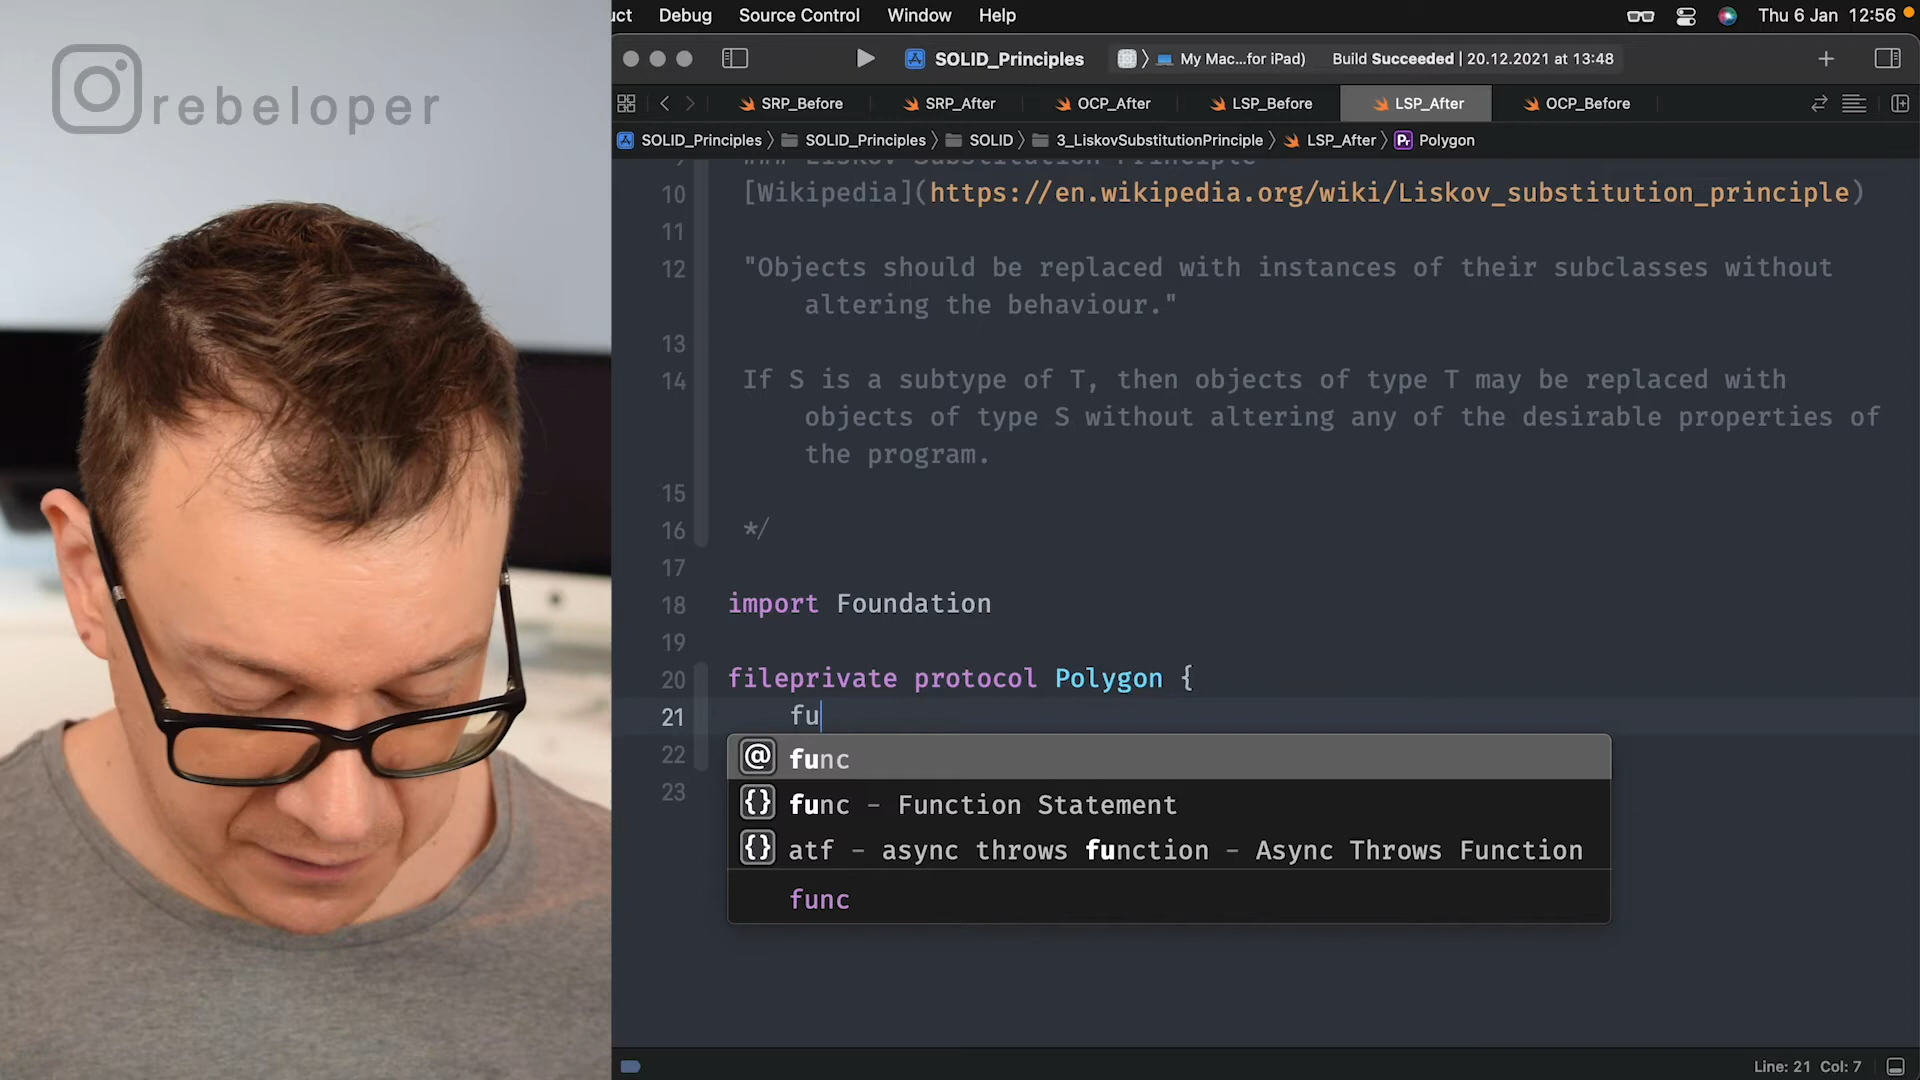 rebeloper
uct Debug Source Control Window Help
Thu 6 Jan 12:56
SOLID_Principles
My Mac...for iPad)
Build Succeeded | 20.12.2021 at 13:48
SRP_Before
SRP_After
OCP_After
LSP_Before
LSP_After
OCP_Before
SOLID_Principles 〉 SOLID_Principles 〉 SOLID 〉 3_LiskovSubstitutionPrinciple 〉 LSP_After 〉 Pr Polygon
9 ### Liskov Substitution Principle
10 [Wikipedia](https://en.wikipedia.org/wiki/Liskov_substitution_principle)
11
12 "Objects should be replaced with instances of their subclasses without
altering the behaviour."
13
14 If S is a subtype of T, then objects of type T may be replaced with
objects of type S without altering any of the desirable properties of
the program.
15
16 */
17
18 import Foundation
19
20 fileprivate protocol Polygon {
21 fu
22
23
@ func
{} func - Function Statement
{} atf - async throws function - Async Throws Function
func
Line: 21 Col: 7